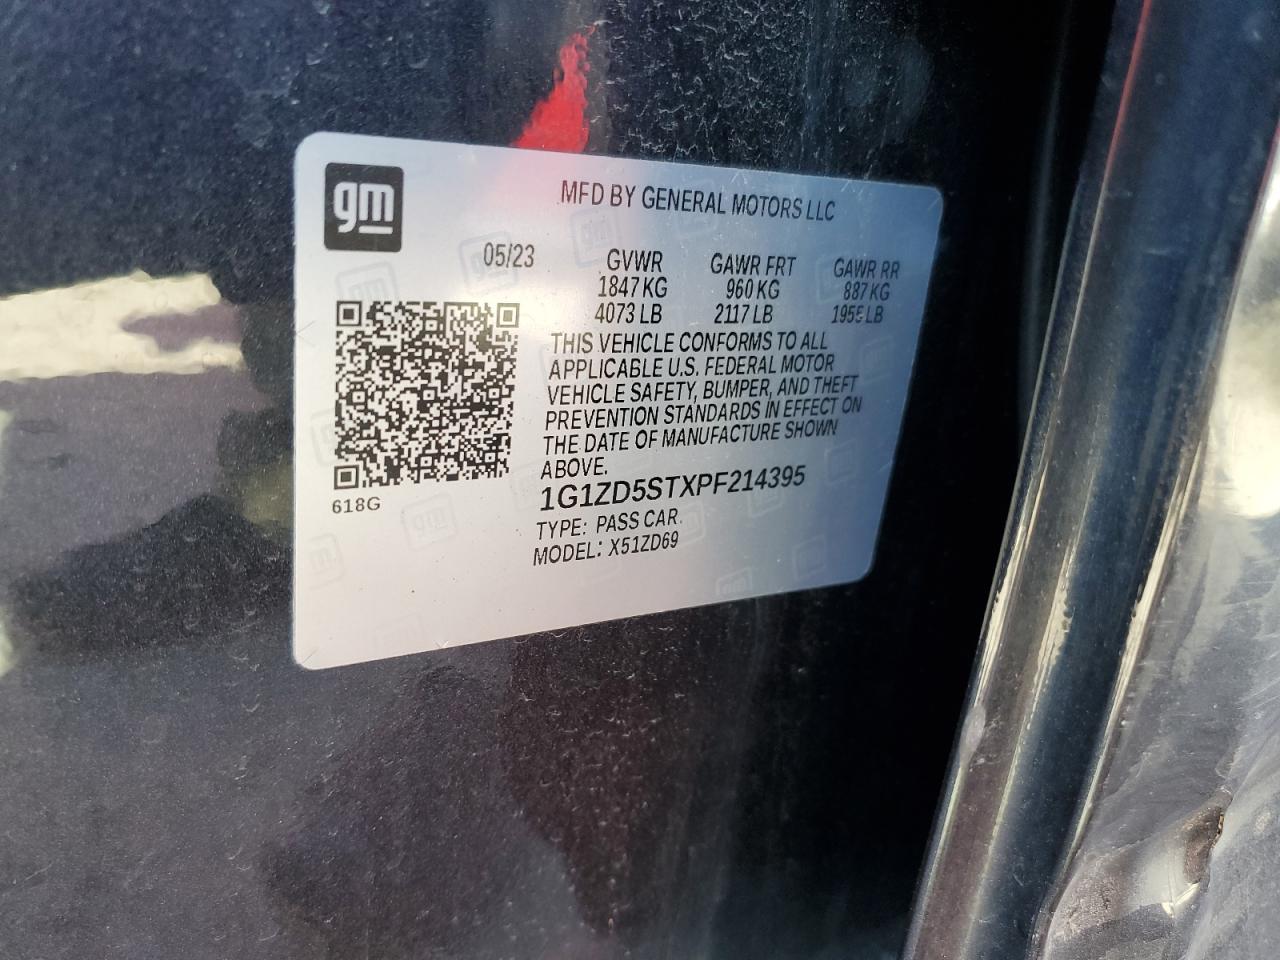 gm
MFD BY GENERAL MOTORS LLC
05/23 GVWR GAWR FRT GAWR RR
1847 KG 960 KG 887 KG
4073 LB 2117 LB 1955 LB
THIS VEHICLE CONFORMS TO ALL
APPLICABLE U.S. FEDERAL MOTOR
VEHICLE SAFETY, BUMPER, AND THEFT
PREVENTION STANDARDS IN EFFECT ON
THE DATE OF MANUFACTURE SHOWN
ABOVE.
618G
1G1ZD5STXPF214395
TYPE: PASS CAR
MODEL: X51ZD69